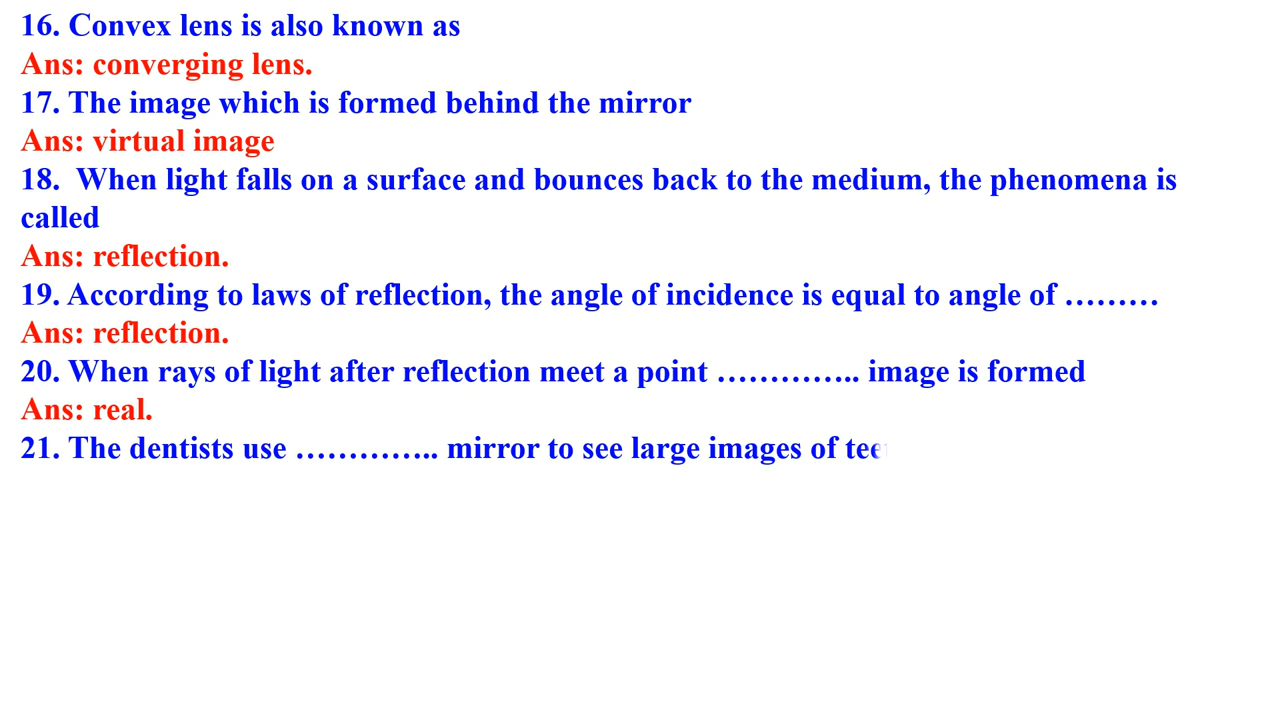 16. Convex lens is also known as
Ans: converging lens.
17. The image which is formed behind the mirror
Ans: virtual image
18.  When light falls on a surface and bounces back to the medium, the phenomena is
called
Ans: reflection.
19. According to laws of reflection, the angle of incidence is equal to angle of ………
Ans: reflection.
20. When rays of light after reflection meet a point ………….. image is formed
Ans: real.
21. The dentists use ………….. mirror to see large images of